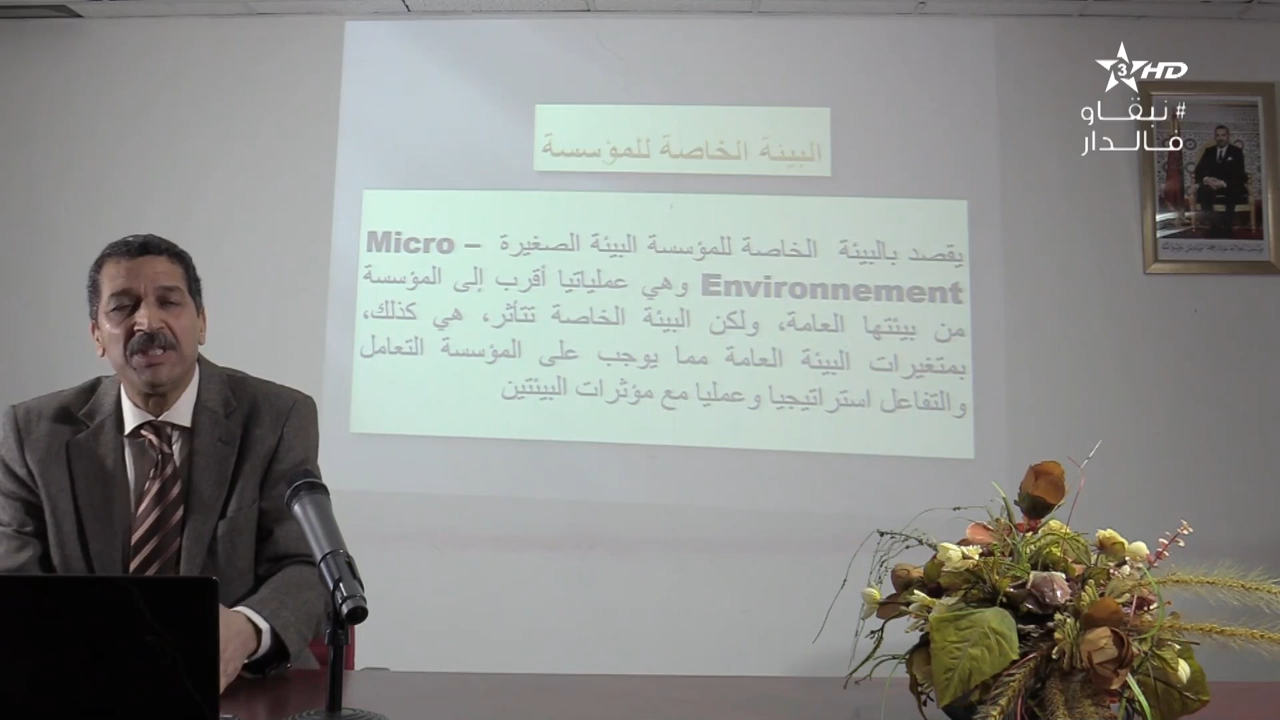 البيئة الخاصة للمؤسسة
يقصد بالبيئة الخاصة للمؤسسة البيئة الصغيرة – Micro
Environnement وهي عملياتيا أقرب إلى المؤسسة
من بيئتها العامة، ولكن البيئة الخاصة تتأثر، هي كذلك،
بمتغيرات البيئة العامة مما يوجب على المؤسسة التعامل
والتفاعل استراتيجيا وعمليا مع مؤثرات البيئتين
3 HD
# نبقاو
فالدار